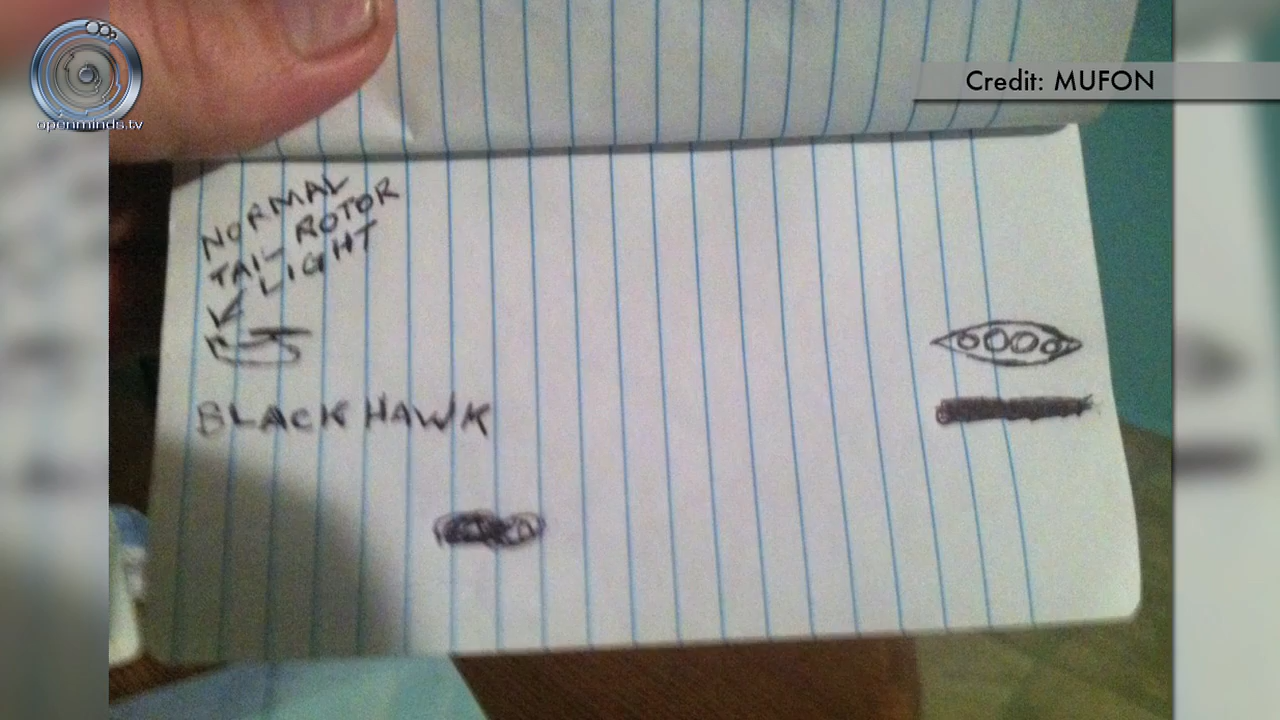 openminds.tv
Credit: MUFON
NORMAL
TAIL ROTOR
LIGHT
BLACK HAWK